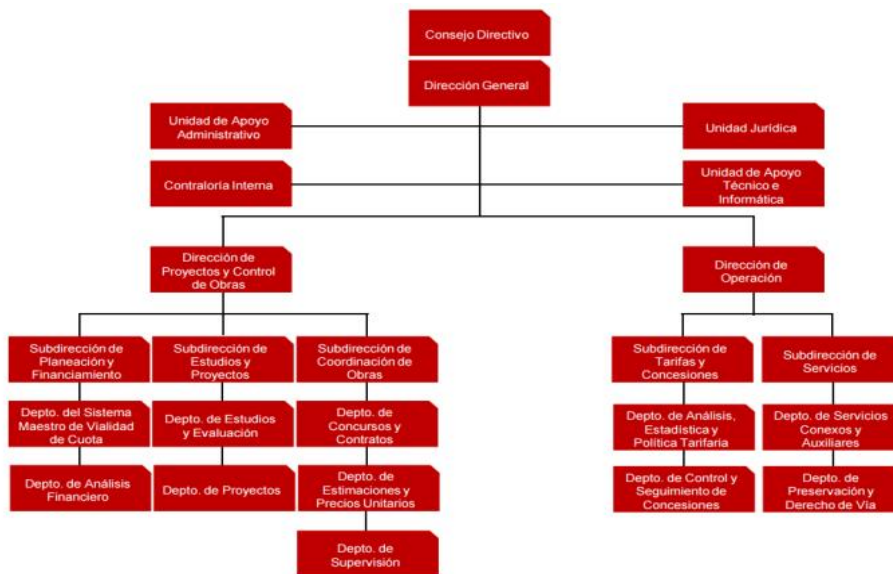 Consejo Directivo
Dirección General
Unidad de Apoyo
Administrativo
Unidad Jurídica
Contraloría Interna
Unidad de Apoyo
Técnico e
Informática
Dirección de
Proyectos y Control
de Obras
Dirección de
Operación
Subdirección de
Planeación y
Financiamiento
Subdirección de
Estudios y
Proyectos
Subdirección de
Coordinación de
Obras
Subdirección de
Tarifas y
Concesiones
Subdirección de
Servicios
Depto. del Sistema
Maestro de Vialidad
de Cuota
Depto. de Estudios
y Evaluación
Depto. de
Concursos y
Contratos
Depto. de Análisis,
Estadística y
Política Tarifaria
Depto. de Servicios
Conexos y
Auxiliares
Depto. de Análisis
Financiero
Depto. de Proyectos
Depto. de
Estimaciones y
Precios Unitarios
Depto. de Control y
Seguimiento de
Concesiones
Depto. de
Preservación y
Derecho de Vía
Depto. de
Supervisión